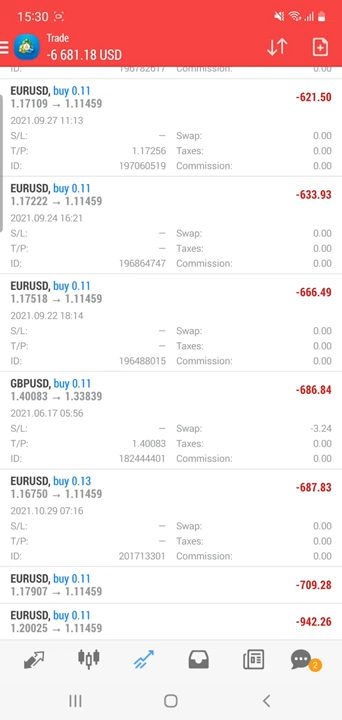 15:30
Trade
-6 681.18 USD
ID: 196782617 Commission: 0.00
EURUSD, buy 0.11 -621.50
1.17109 → 1.11459
2021.09.27 11:13
S/L: – Swap: 0.00
T/P: 1.17256 Taxes: 0.00
ID: 197060519 Commission: 0.00
EURUSD, buy 0.11 -633.93
1.17222 → 1.11459
2021.09.24 16:21
S/L: – Swap: 0.00
T/P: – Taxes: 0.00
ID: 196864747 Commission: 0.00
EURUSD, buy 0.11 -666.49
1.17518 → 1.11459
2021.09.22 18:14
S/L: – Swap: 0.00
T/P: – Taxes: 0.00
ID: 196488015 Commission: 0.00
GBPUSD, buy 0.11 -686.84
1.40083 → 1.33839
2021.06.17 05:56
S/L: – Swap: -3.24
T/P: 1.40083 Taxes: 0.00
ID: 182444401 Commission: 0.00
EURUSD, buy 0.13 -687.83
1.16750 → 1.11459
2021.10.29 07:16
S/L: – Swap: 0.00
T/P: – Taxes: 0.00
ID: 201713301 Commission: 0.00
EURUSD, buy 0.11 -709.28
1.17907 → 1.11459
EURUSD, buy 0.11 -942.26
1.20025 → 1.11459
2